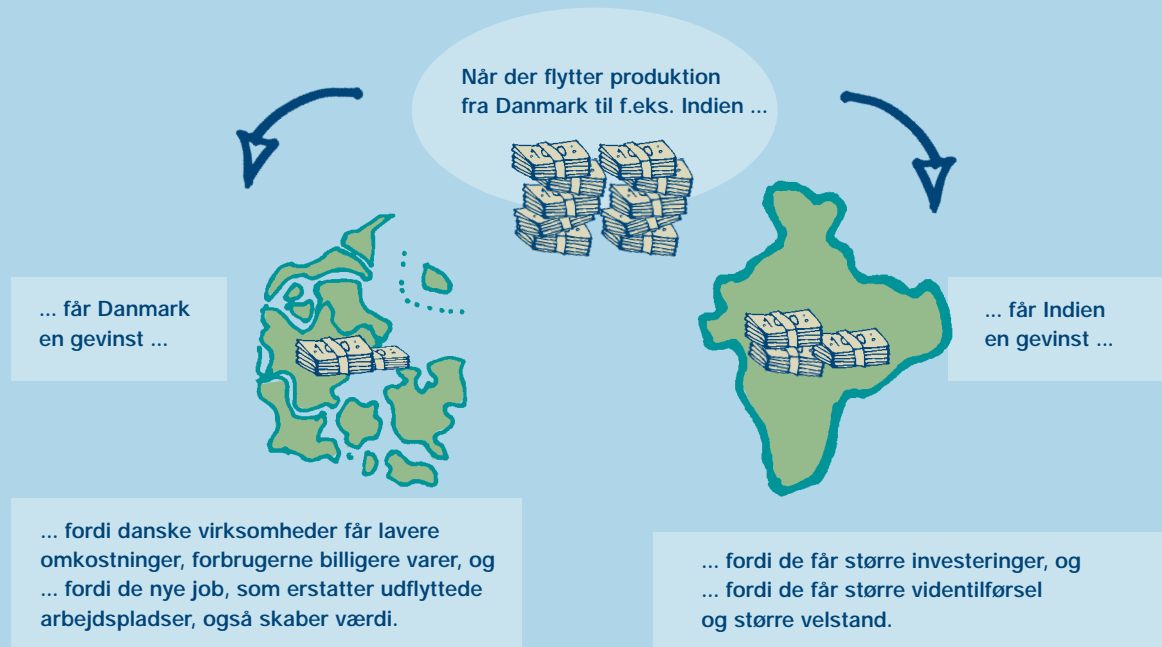 Når der flytter produktion
fra Danmark til f.eks. Indien ...
... får Danmark
en gevinst ...
... får Indien
en gevinst ...
... fordi danske virksomheder får lavere
omkostninger, forbrugerne billigere varer, og
... fordi de nye job, som erstatter udflyttede
arbejdspladser, også skaber værdi.
... fordi de får større investeringer, og
... fordi de får større videntilførsel
og større velstand.